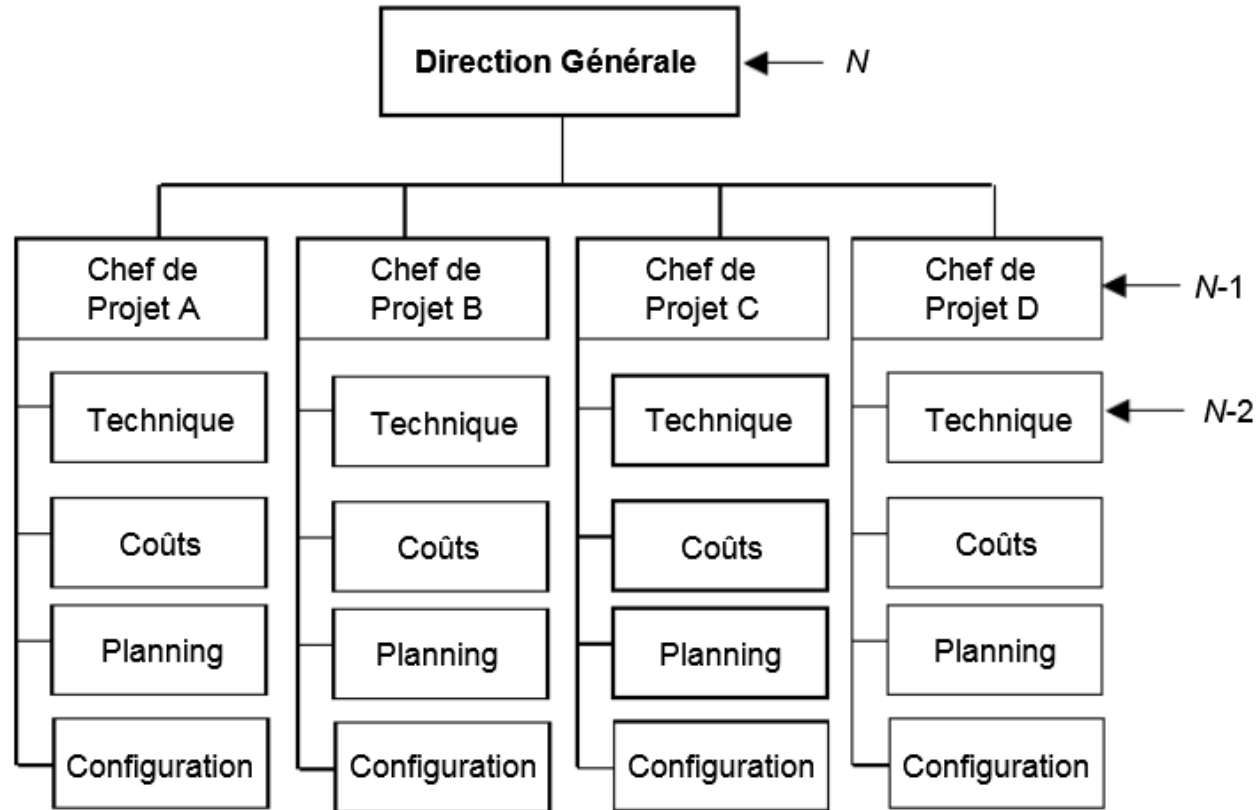 Direction Générale
N
Chef de
Projet A
Chef de
Projet B
Chef de
Projet C
Chef de
Projet D
N-1
Technique
Technique
Technique
Technique
N-2
Coûts
Coûts
Coûts
Coûts
Planning
Planning
Planning
Planning
Configuration
Configuration
Configuration
Configuration